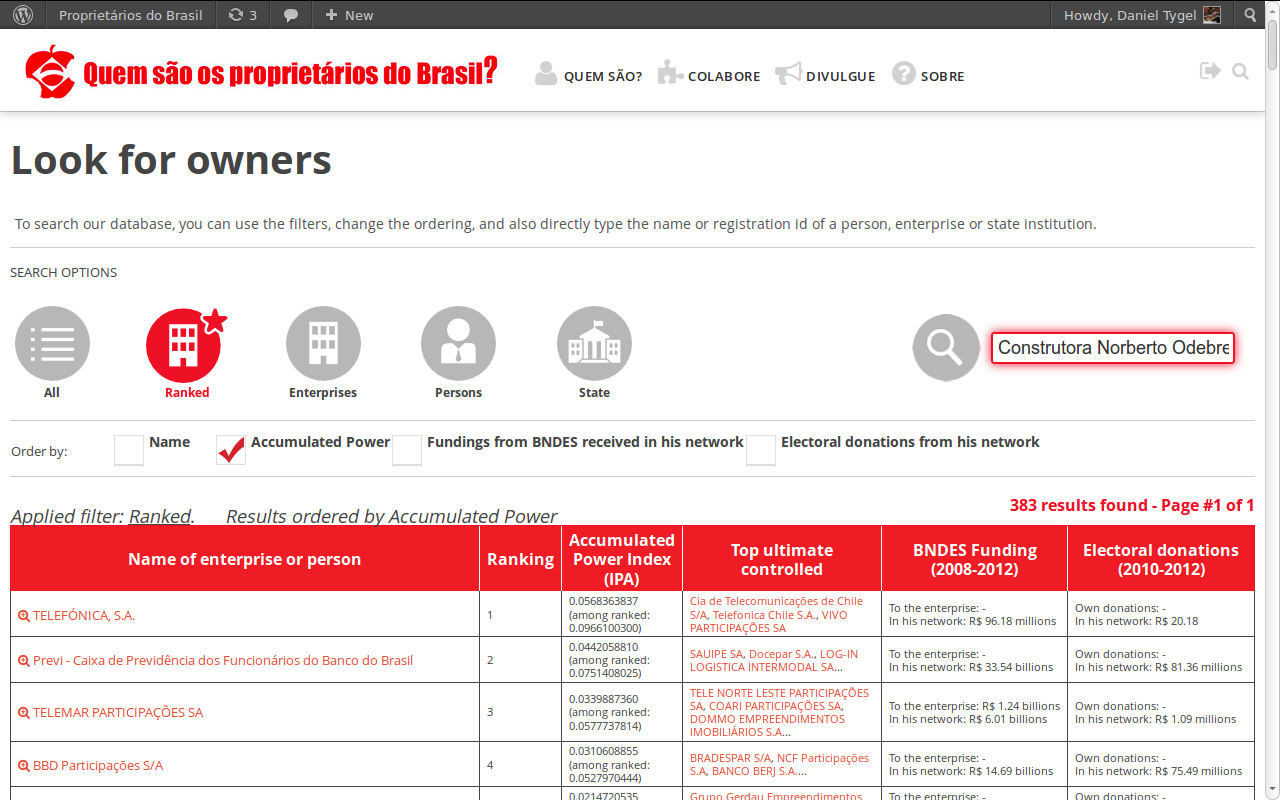 Proprietários do Brasil
3
New
Howdy, Daniel Tygel
Quem são os proprietários do Brasil?
QUEM SÃO?
COLABORE
DIVULGUE
SOBRE
Look for owners
To search our database, you can use the filters, change the ordering, and also directly type the name or registration id of a person, enterprise or state institution.
SEARCH OPTIONS
All
Ranked
Enterprises
Persons
State
Construtora Norberto Odebre
Order by:
Name
Accumulated Power
Fundings from BNDES received in his network
Electoral donations from his network
383 results found - Page #1 of 1
Applied filter: Ranked.
Results ordered by Accumulated Power
Name of enterprise or person
Ranking
Accumulated
Power Index
(IPA)
Top ultimate
controlled
BNDES Funding
(2008-2012)
Electoral donations
(2010-2012)
TELEFÓNICA, S.A.
1
0.0568363837
(among ranked:
0.0966100300)
Cia de Telecomunicações de Chile
S/A, Telefonica Chile S.A., VIVO
PARTICIPAÇÕES SA
To the enterprise: -
In his network: R$ 96.18 millions
Own donations: -
In his network: R$ 20.18
Previ - Caixa de Previdência dos Funcionários do Banco do Brasil
2
0.0442058810
(among ranked:
0.0751408025)
SAUIPE SA, Docepar S.A., LOG-IN
LOGISTICA INTERMODAL SA...
To the enterprise: -
In his network: R$ 33.54 billions
Own donations: -
In his network: R$ 81.36 millions
TELEMAR PARTICIPAÇÕES SA
3
0.0339887360
(among ranked:
0.0577737814)
TELE NORTE LESTE PARTICIPAÇÕES
SA, COARI PARTICIPAÇÕES SA,
DOMMO EMPREENDIMENTOS
IMOBILIÁRIOS S.A...
To the enterprise: R$ 1.24 billions
In his network: R$ 6.01 billions
Own donations: -
In his network: R$ 1.09 millions
BBD Participações S/A
4
0.0310608855
(among ranked:
0.0527970444)
BRADESPAR S/A, NCF Participações
S.A, BANCO BERJ S.A....
To the enterprise: -
In his network: R$ 14.69 billions
Own donations: -
In his network: R$ 75.49 millions
0.0214720535
Grupo Gerdau Empreendimentos
To the enterprise: -
Own donations: -